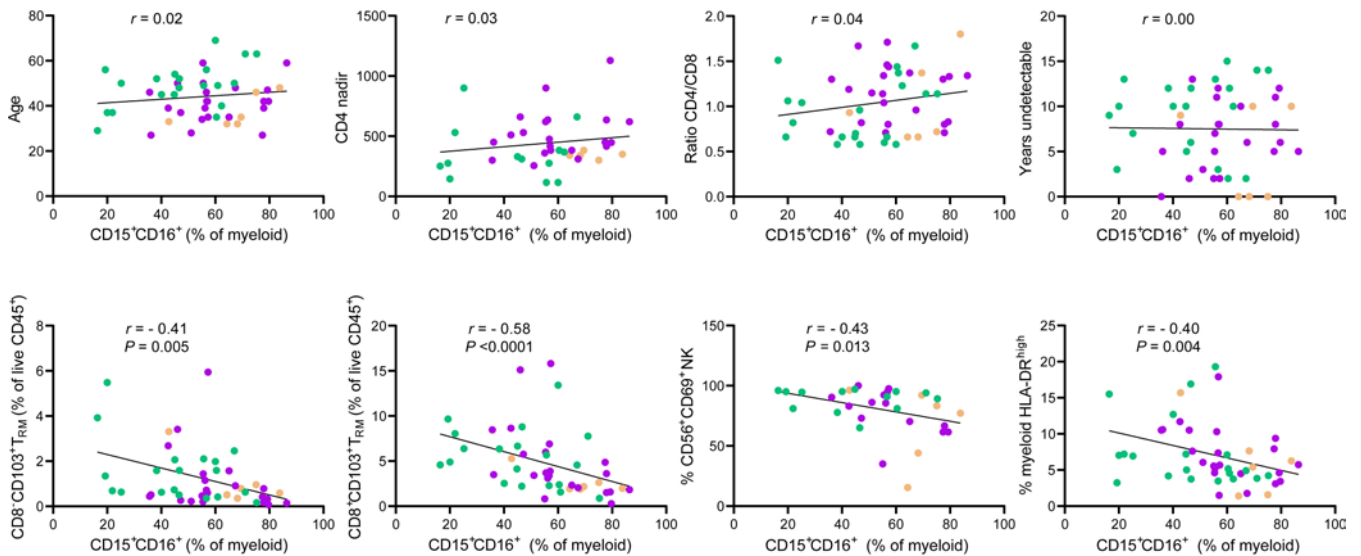 r = 0.02
Age
80
60
40
20
0
0 20 40 60 80 100
CD15⁺CD16⁺ (% of myeloid)
r = 0.03
CD4 nadir
1500
1000
500
0
0 20 40 60 80 100
CD15⁺CD16⁺ (% of myeloid)
r = 0.04
Ratio CD4/CD8
2.0
1.5
1.0
0.5
0.0
0 20 40 60 80 100
CD15⁺CD16⁺ (% of myeloid)
r = 0.00
Years undetectable
20
15
10
5
0
0 20 40 60 80 100
CD15⁺CD16⁺ (% of myeloid)
r = - 0.41
P = 0.005
CD8⁻CD103⁺T_RM (% of live CD45⁺)
8
6
4
2
0
0 20 40 60 80 100
CD15⁺CD16⁺ (% of myeloid)
r = - 0.58
P <0.0001
CD8⁺CD103⁺T_RM (% of live CD45⁺)
20
15
10
5
0
0 20 40 60 80 100
CD15⁺CD16⁺ (% of myeloid)
r = - 0.43
P = 0.013
% CD56⁺CD69⁺NK
150
100
50
0
0 20 40 60 80 100
CD15⁺CD16⁺ (% of myeloid)
r = - 0.40
P = 0.004
% myeloid HLA-DR^high
25
20
15
10
5
0
0 20 40 60 80 100
CD15⁺CD16⁺ (% of myeloid)